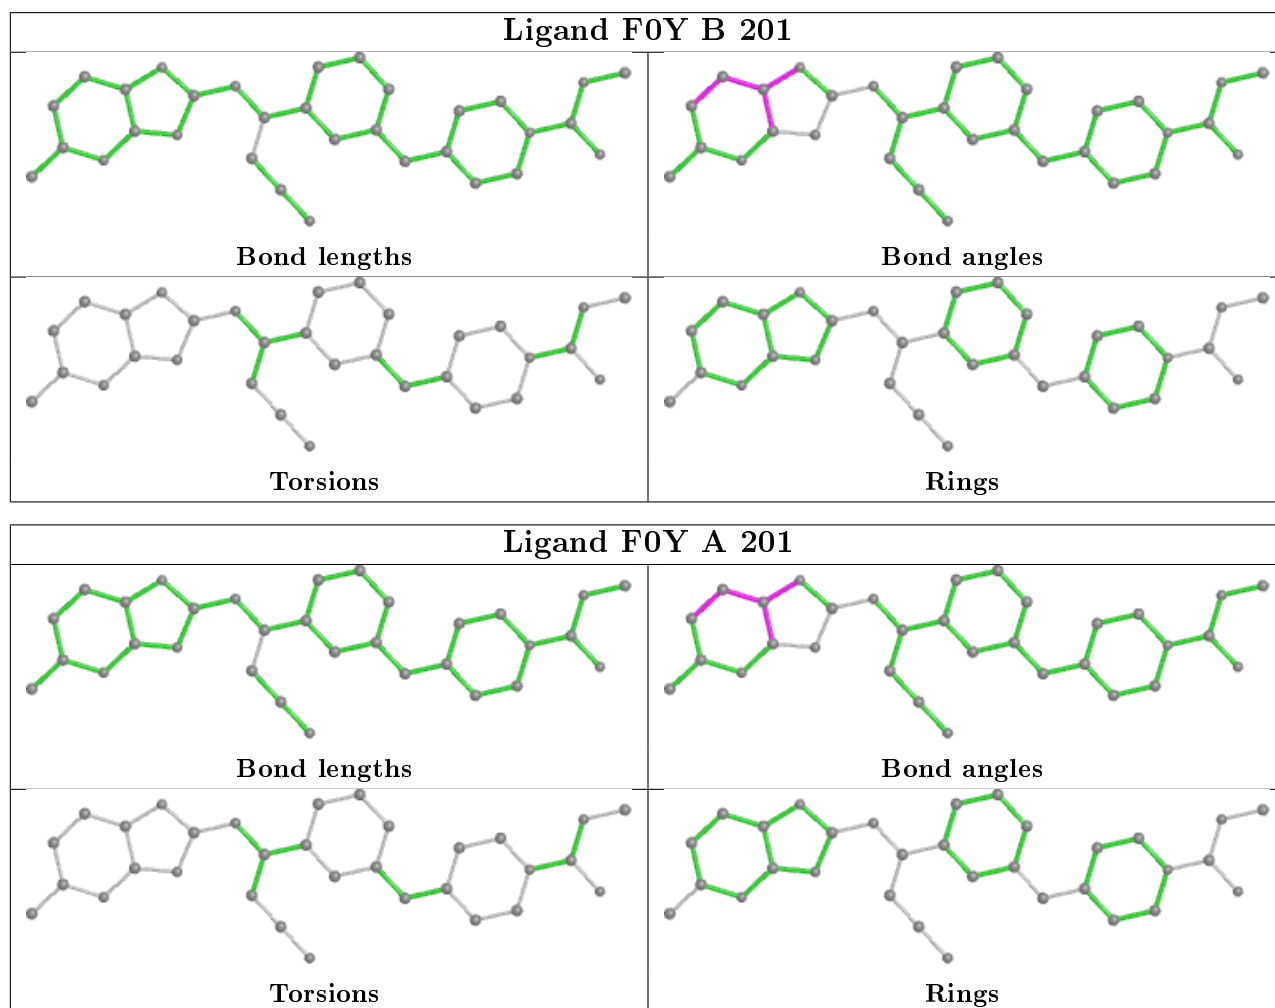 Ligand F0Y B 201
Bond lengths
Bond angles
Torsions
Rings
Ligand F0Y A 201
Bond lengths
Bond angles
Torsions
Rings